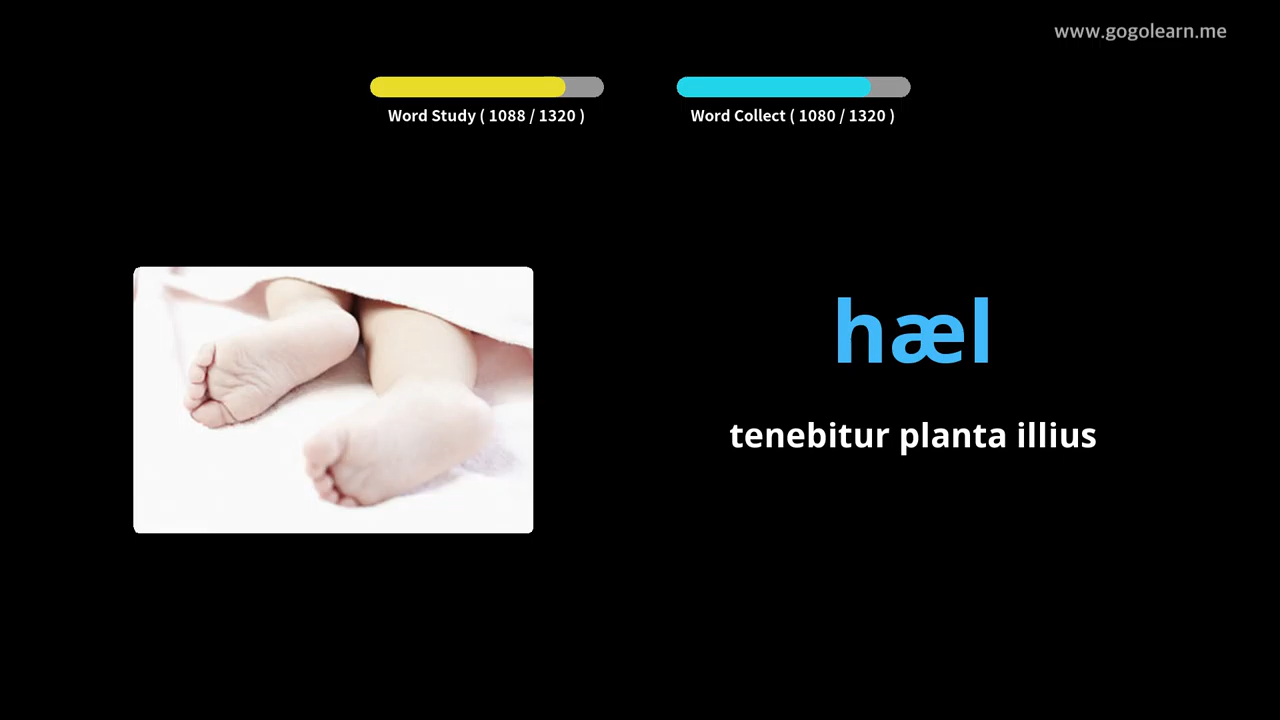 www.gogolearn.me
Word Study ( 1088 / 1320 )
Word Collect ( 1080 / 1320 )
hæl
tenebitur planta illius